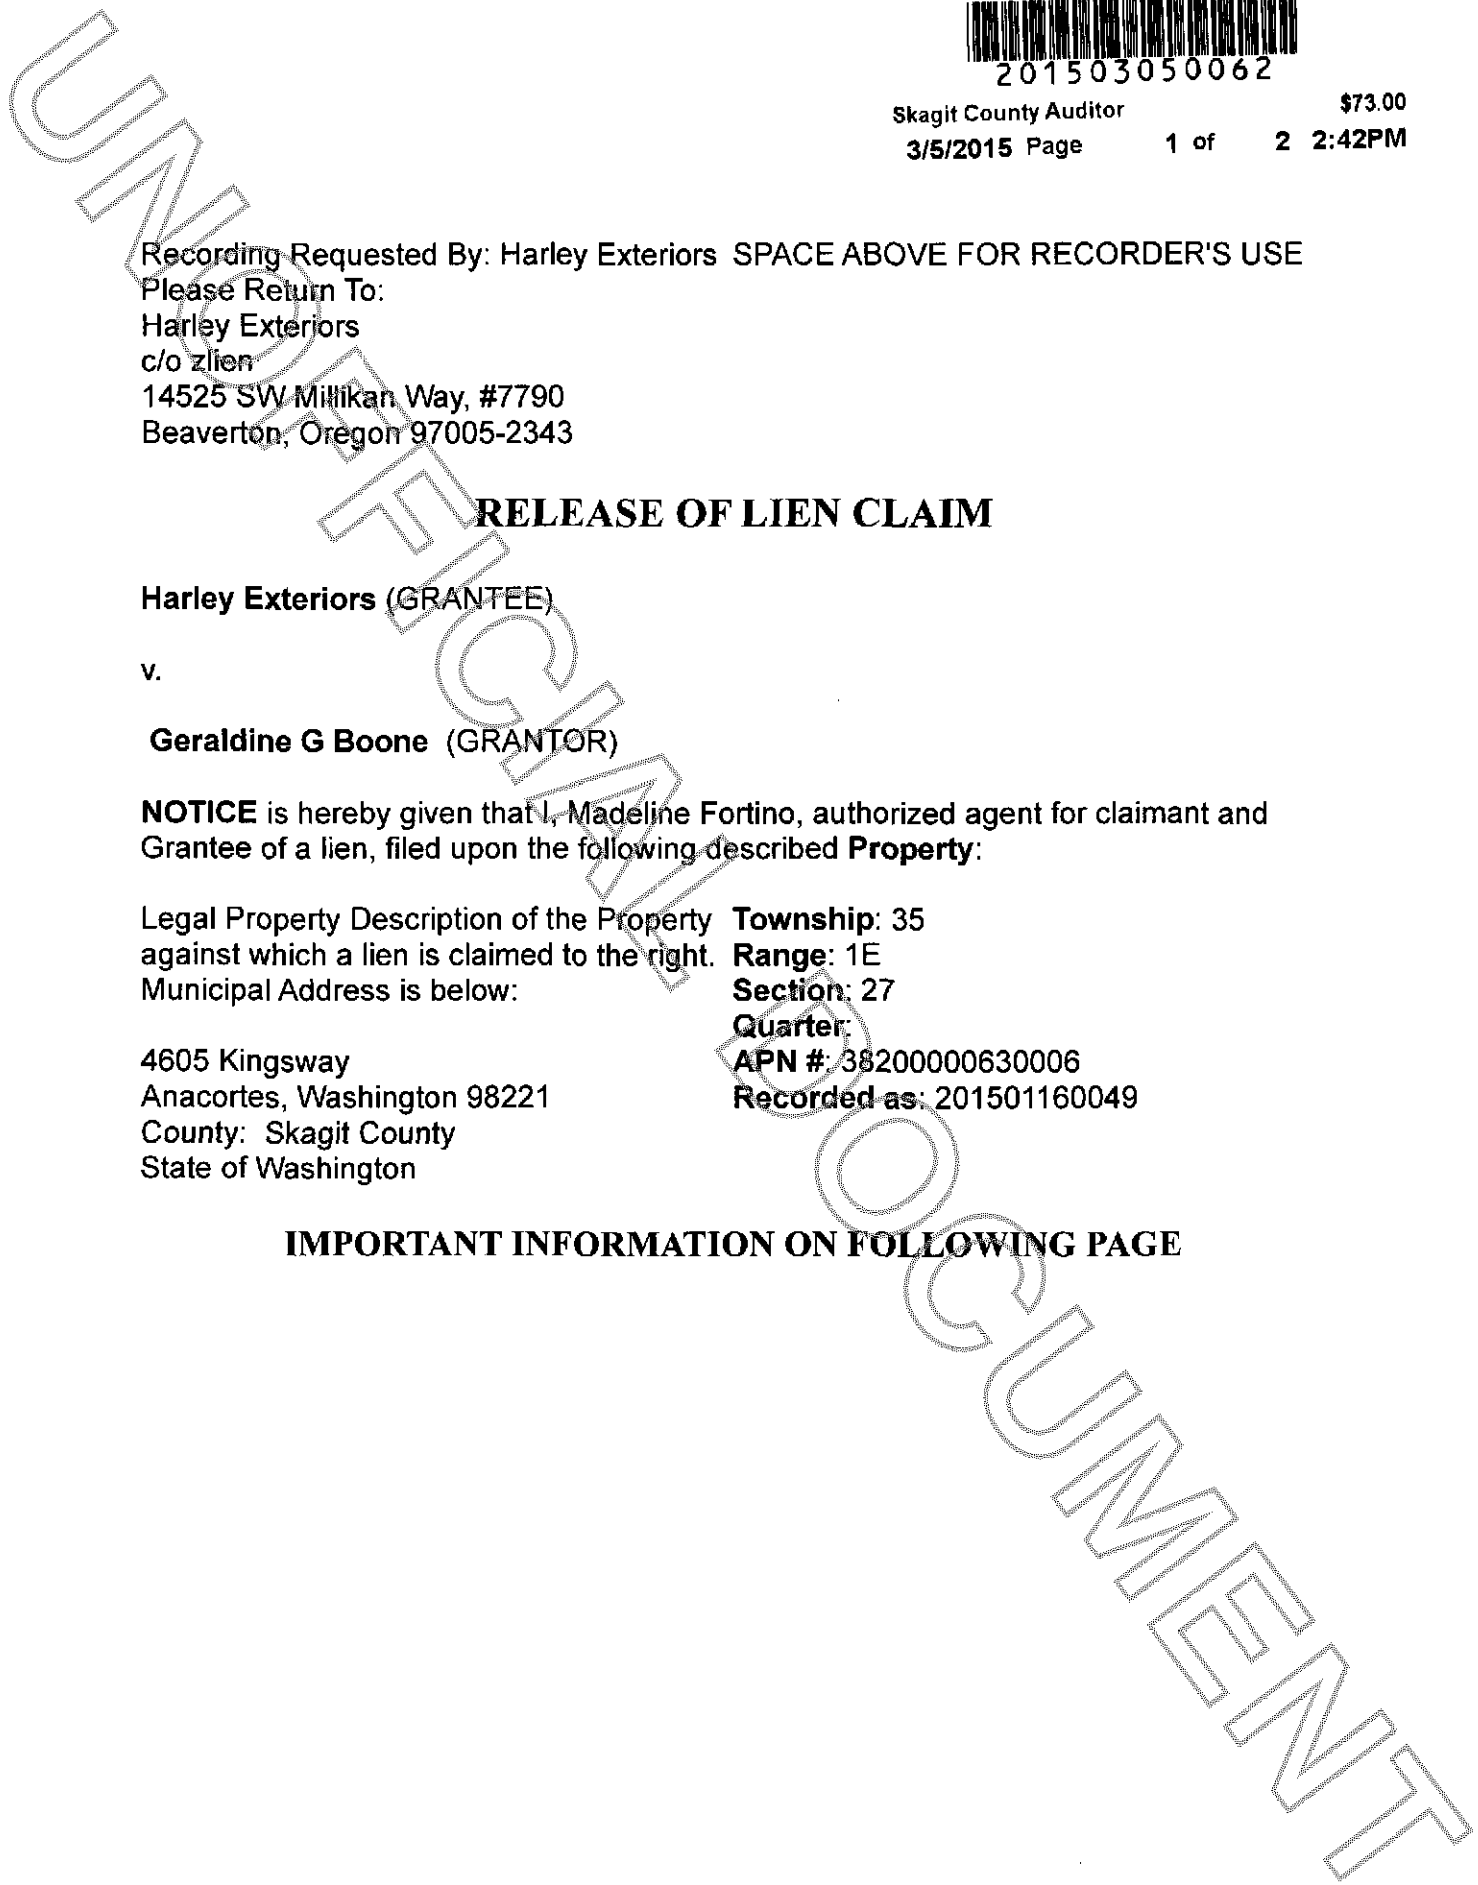 201503050062
Skagit County Auditor $73.00
3/5/2015 Page 1 of 2 2:42PM
Recording Requested By: Harley Exteriors SPACE ABOVE FOR RECORDER'S USE
Please Return To:
Harley Exteriors
c/o zlien
14525 SW Millikan Way, #7790
Beaverton, Oregon 97005-2343
RELEASE OF LIEN CLAIM
Harley Exteriors (GRANTEE)
v.
Geraldine G Boone (GRANTOR)
NOTICE is hereby given that I, Madeline Fortino, authorized agent for claimant and
Grantee of a lien, filed upon the following described Property:
Legal Property Description of the Property Township: 35
against which a lien is claimed to the right. Range: 1E
Municipal Address is below: Section: 27
Quarter:
4605 Kingsway APN #: 38200000630006
Anacortes, Washington 98221 Recorded as: 201501160049
County: Skagit County
State of Washington
IMPORTANT INFORMATION ON FOLLOWING PAGE
UNOFFICIAL DOCUMENT